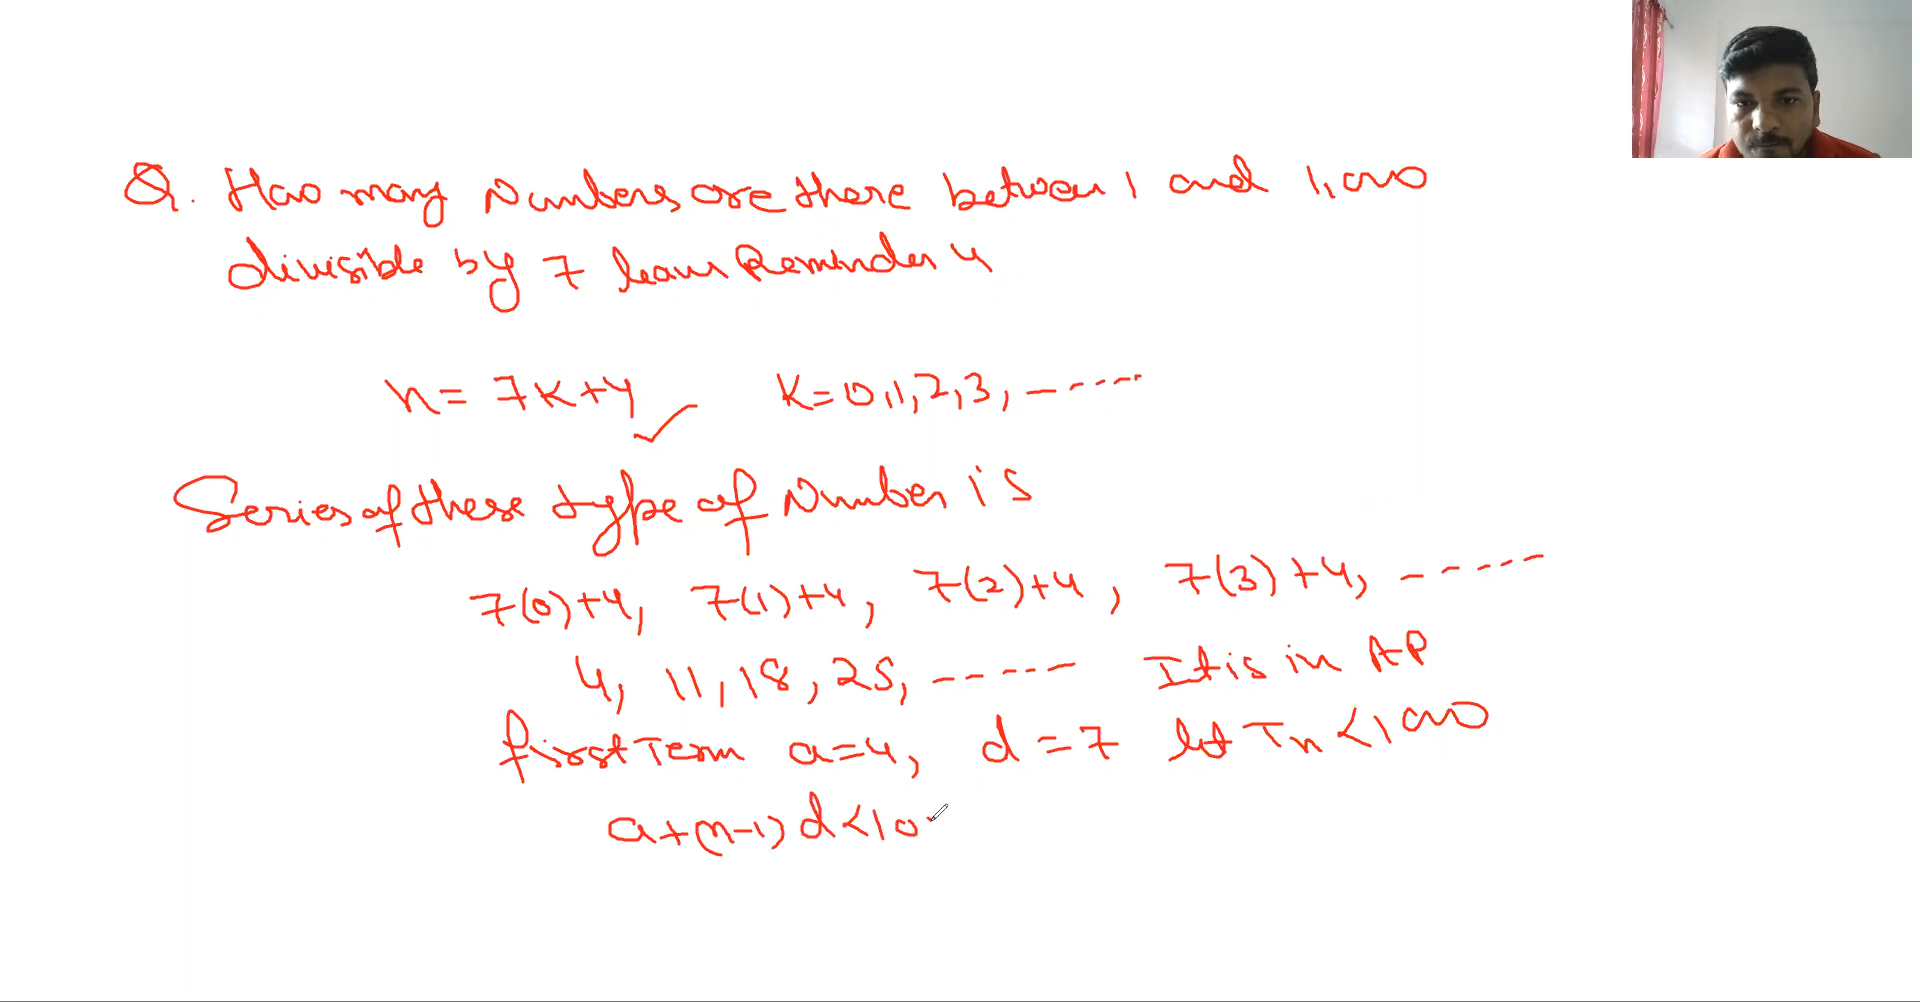 Q. How many Numbers are there between 1 and 1,000
divisible by 7 leave Reminder 4
n = 7K+4 K=0,1,2,3, ------
Series of these type of Number is
7(0)+4, 7(1)+4, 7(2)+4, 7(3)+4, ------
4, 11, 18, 25, ------ It is in AP
first Term a=4, d=7 let Tn<1000
a+(n-1)d<10